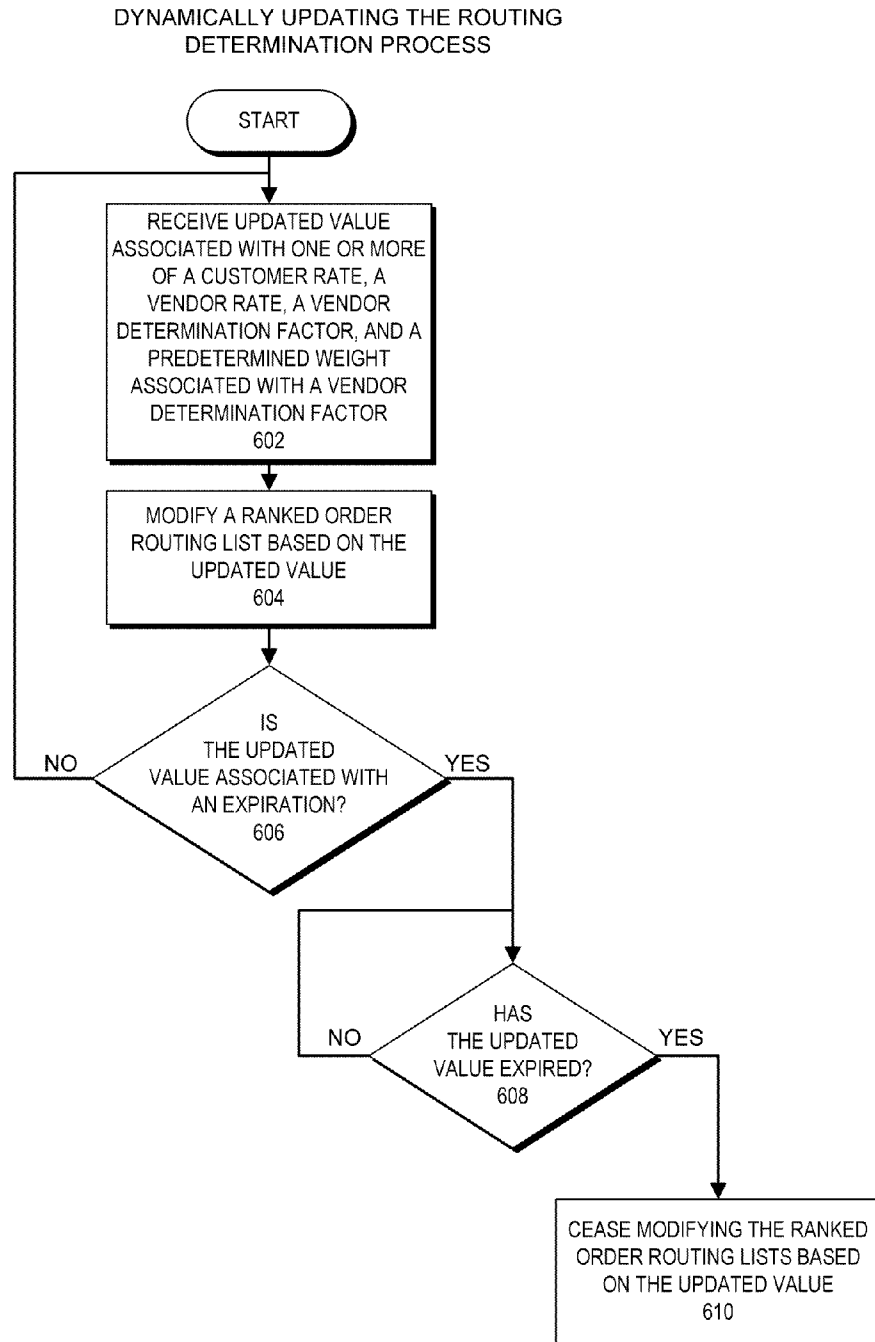 DYNAMICALLY UPDATING THE ROUTING
DETERMINATION PROCESS
START
RECEIVE UPDATED VALUE
ASSOCIATED WITH ONE OR MORE
OF A CUSTOMER RATE, A
VENDOR RATE, A VENDOR
DETERMINATION FACTOR, AND A
PREDETERMINED WEIGHT
ASSOCIATED WITH A VENDOR
DETERMINATION FACTOR
602
MODIFY A RANKED ORDER
ROUTING LIST BASED ON THE
UPDATED VALUE
604
IS
THE UPDATED
VALUE ASSOCIATED WITH
AN EXPIRATION?
606
NO
YES
HAS
THE UPDATED
VALUE EXPIRED?
608
NO
YES
CEASE MODIFYING THE RANKED
ORDER ROUTING LISTS BASED
ON THE UPDATED VALUE
610